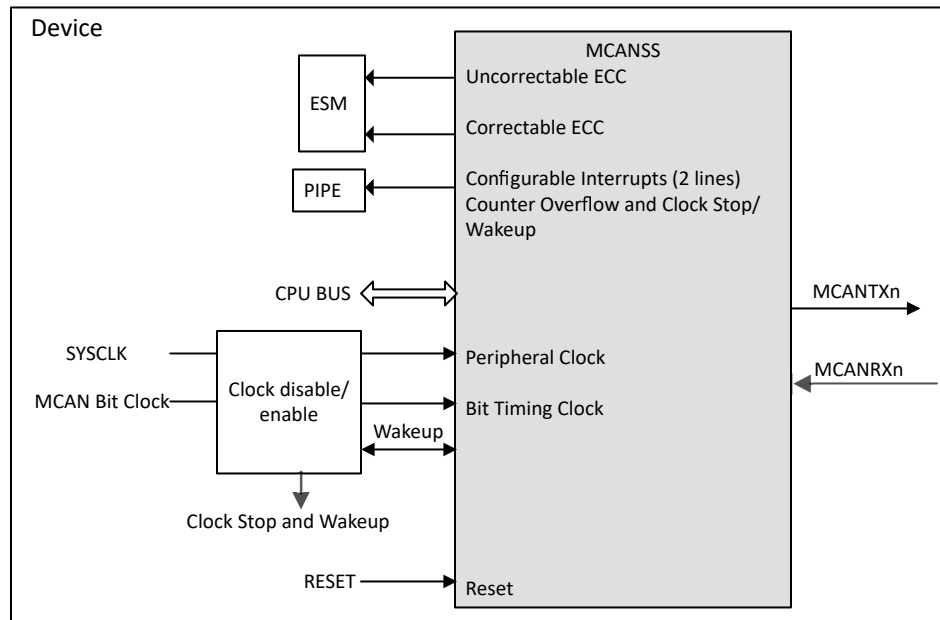 Device
MCANSS
Uncorrectable ECC
ESM
Correctable ECC
PIPE
Configurable Interrupts (2 lines)
Counter Overflow and Clock Stop/
Wakeup
CPU BUS
MCANTXn
SYSCLK
Peripheral Clock
MCANRXn
Clock disable/
enable
MCAN Bit Clock
Bit Timing Clock
Wakeup
Clock Stop and Wakeup
RESET
Reset